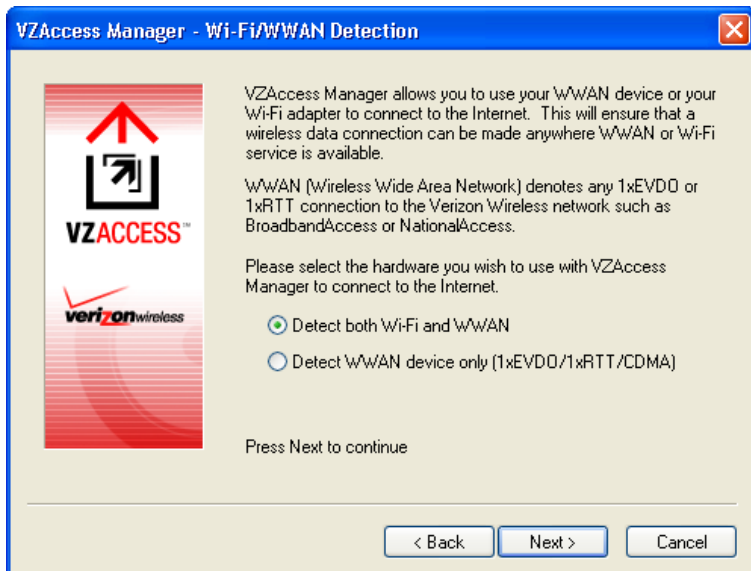 VZAccess Manager - Wi-Fi/WWAN Detection
VZACCESS™
verizonwireless
VZAccess Manager allows you to use your WWAN device or your
Wi-Fi adapter to connect to the Internet.  This will ensure that a
wireless data connection can be made anywhere WWAN or Wi-Fi
service is available.
WWAN (Wireless Wide Area Network) denotes any 1xEVDO or
1xRTT connection to the Verizon Wireless network such as
BroadbandAccess or NationalAccess.
Please select the hardware you wish to use with VZAccess
Manager to connect to the Internet.
Detect both Wi-Fi and WWAN
Detect WWAN device only (1xEVDO/1xRTT/CDMA)
Press Next to continue
< Back
Next >
Cancel